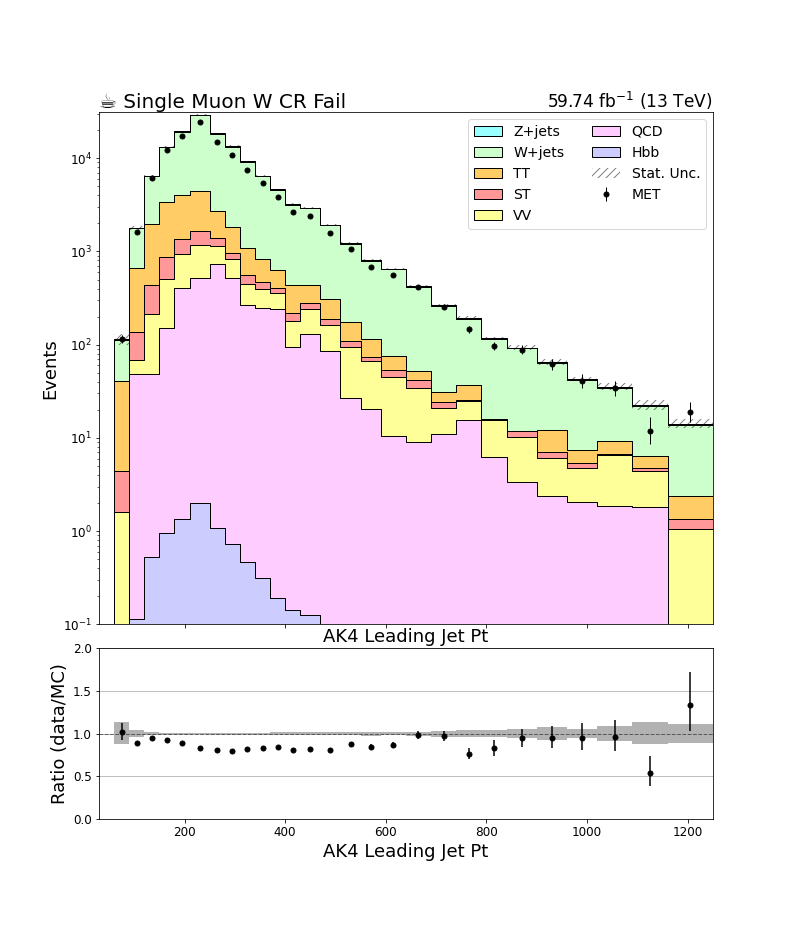 ☕ Single Muon W CR Fail
59.74 fb⁻¹ (13 TeV)
Z+jets
W+jets
TT
ST
VV
QCD
Hbb
Stat. Unc.
MET
Events
10⁴
10³
10²
10¹
10⁰
10⁻¹
AK4 Leading Jet Pt
Ratio (data/MC)
2.0
1.5
1.0
0.5
0.0
200 400 600 800 1000 1200
AK4 Leading Jet Pt